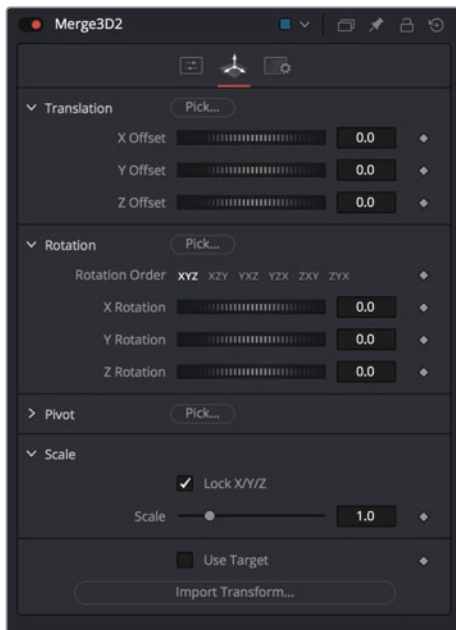 Merge3D2
Translation Pick...
X Offset 0.0
Y Offset 0.0
Z Offset 0.0
Rotation Pick...
Rotation Order XYZ XZY YXZ YZX ZXY ZYX
X Rotation 0.0
Y Rotation 0.0
Z Rotation 0.0
Pivot Pick...
Scale
Lock X/Y/Z
Scale 1.0
Use Target
Import Transform...